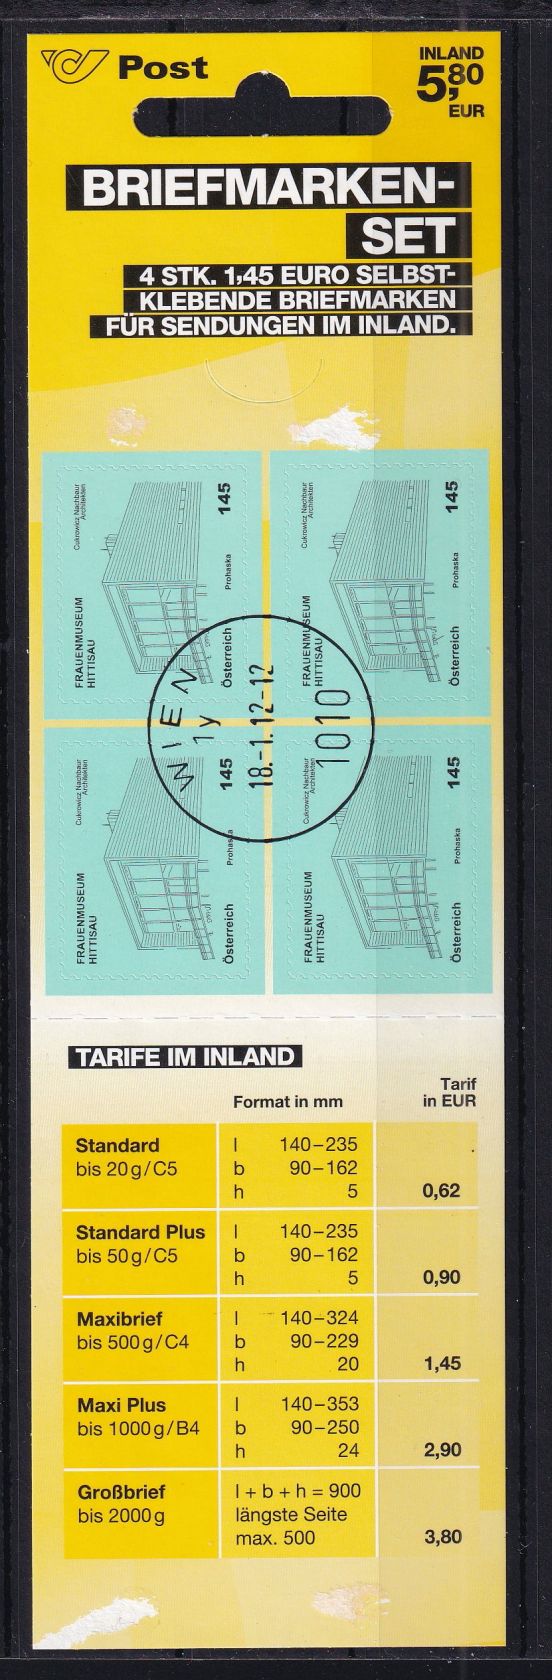 Post
INLAND
5,80
EUR
BRIEFMARKEN-
SET
4 STK. 1,45 EURO SELBST-
KLEBENDE BRIEFMARKEN
FÜR SENDUNGEN IM INLAND.
FRAUENMUSEUM
HITTISAU
Cukrowicz Nachbaur
Architekten
Österreich
Prohaska
145
FRAUENMUSEUM
HITTISAU
Cukrowicz Nachbaur
Architekten
Österreich
Prohaska
145
FRAUENMUSEUM
HITTISAU
Cukrowicz Nachbaur
Architekten
Österreich
Prohaska
145
FRAUENMUSEUM
HITTISAU
Cukrowicz Nachbaur
Architekten
Österreich
Prohaska
145
WIEN
1y
18.-1.12-12
1010
TARIFE IM INLAND
Format in mm
Tarif
in EUR
Standard
bis 20 g/C5
l 140–235
b 90–162
h 5
0,62
Standard Plus
bis 50 g/C5
l 140–235
b 90–162
h 5
0,90
Maxibrief
bis 500 g/C4
l 140–324
b 90–229
h 20
1,45
Maxi Plus
bis 1000 g/B4
l 140–353
b 90–250
h 24
2,90
Großbrief
bis 2000 g
l + b + h = 900
längste Seite
max. 500
3,80